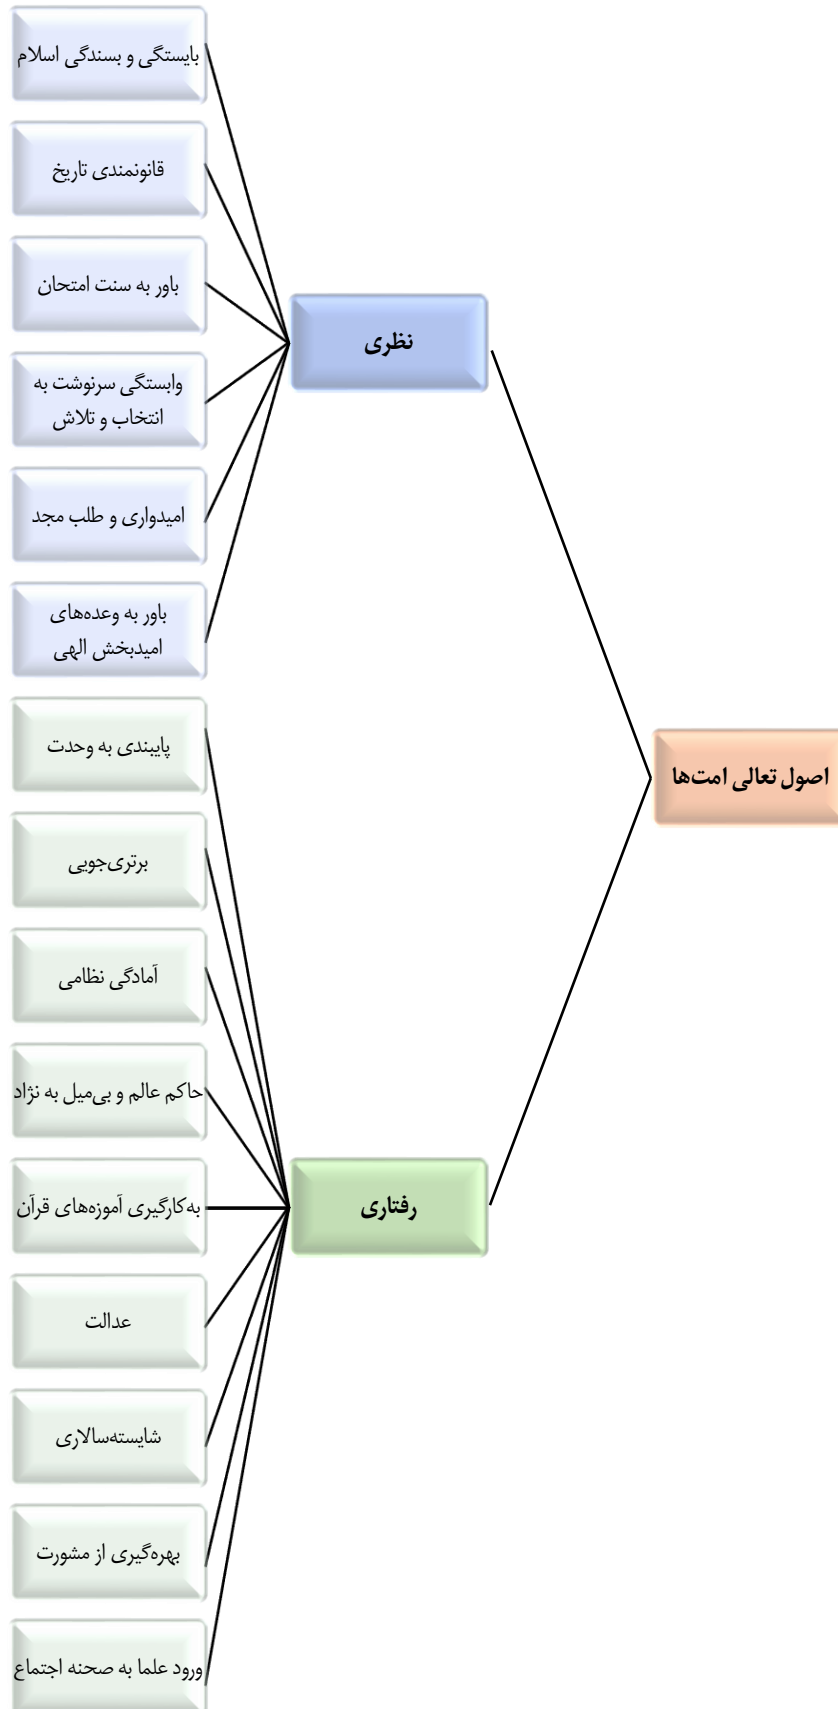 اصول تعالی امت‌ها
نظری
بایستگی و بسندگی اسلام
قانونمندی تاریخ
باور به سنت امتحان
وابستگی سرنوشت به
انتخاب و تلاش
امیدواری و طلب مجد
باور به وعده‌های
امیدبخش الهی
رفتاری
پایبندی به وحدت
برتری‌جویی
آمادگی نظامی
حاکم عالم و بی‌میل به نژاد
به‌کارگیری آموزه‌های قرآن
عدالت
شایسته‌سالاری
بهره‌گیری از مشورت
ورود علما به صحنه اجتماع